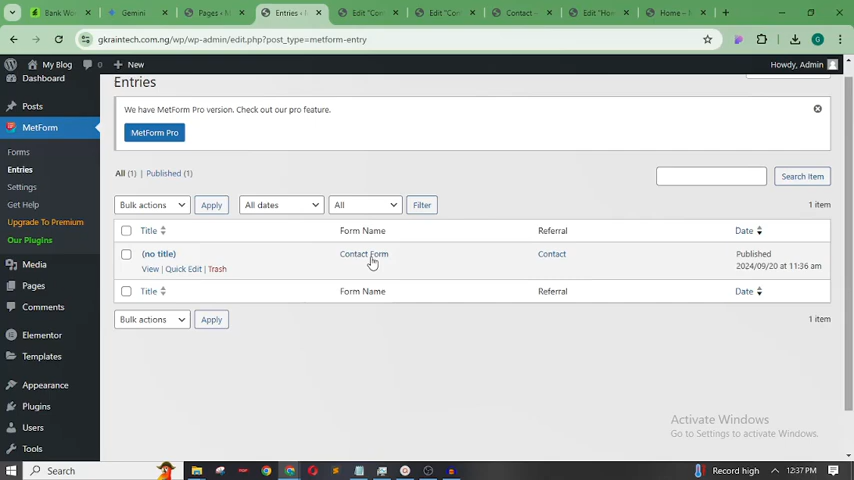 Bank Wo
Gemini
Pages ‹ M
Entries ‹
Edit "Cor
Edit "Cor
Contact –
Edit "Hom
Home – N
gkraintech.com.ng/wp/wp-admin/edit.php?post_type=metform-entry
My Blog 0 New
Howdy, Admin
Dashboard
Posts
MetForm
Forms
Entries
Settings
Get Help
Upgrade To Premium
Our Plugins
Media
Pages
Comments
Elementor
Templates
Appearance
Plugins
Users
Tools
Entries
We have MetForm Pro version. Check out our pro feature.
MetForm Pro
All (1) | Published (1)
Search Item
Bulk actions Apply All dates All Filter 1 item
Title Form Name Referral Date
(no title) Contact Form Contact Published
View | Quick Edit | Trash 2024/09/20 at 11:36 am
Title Form Name Referral Date
Bulk actions Apply 1 item
Activate Windows
Go to Settings to activate Windows.
Search Record high 12:37 PM